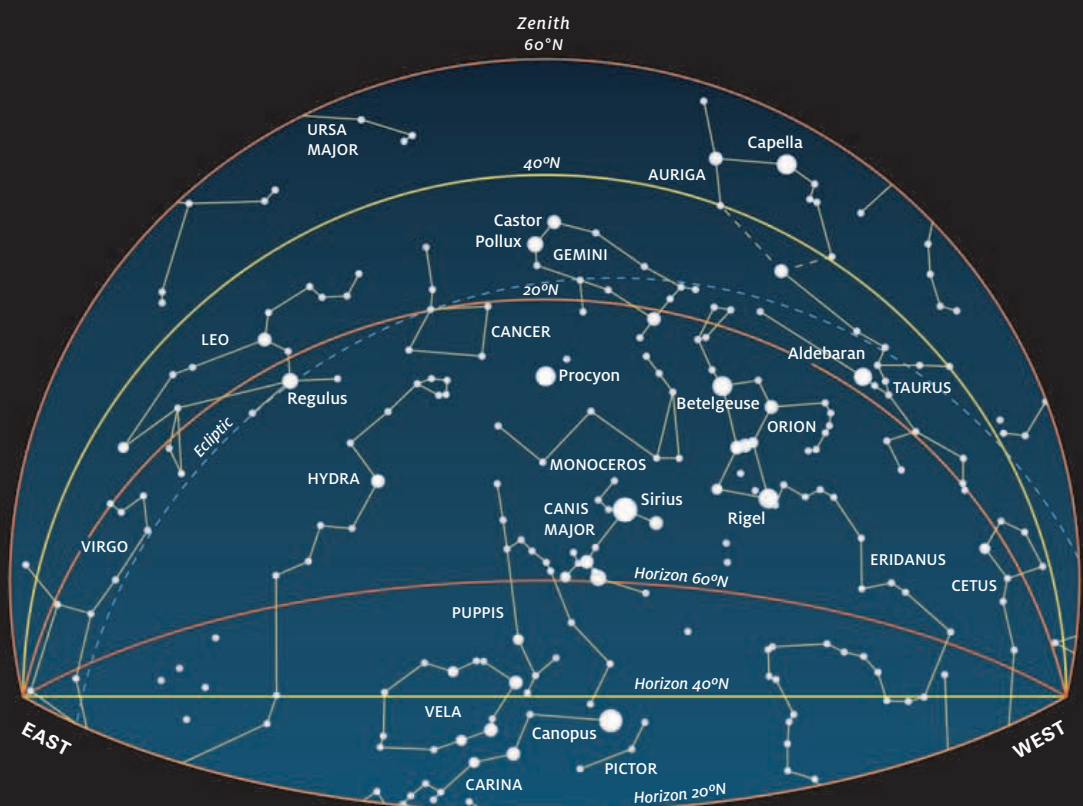 Zenith
60°N
URSA
MAJOR
Capella
40°N
AURIGA
Castor
Pollux
GEMINI
20°N
LEO
CANCER
Aldebaran
Procyon
TAURUS
Regulus
Betelgeuse
Ecliptic
ORION
MONOCEROS
HYDRA
Sirius
CANIS
MAJOR
Rigel
VIRGO
ERIDANUS
Horizon 60°N
CETUS
PUPPIS
Horizon 40°N
VELA
Canopus
EAST
WEST
PICTOR
CARINA
Horizon 20°N